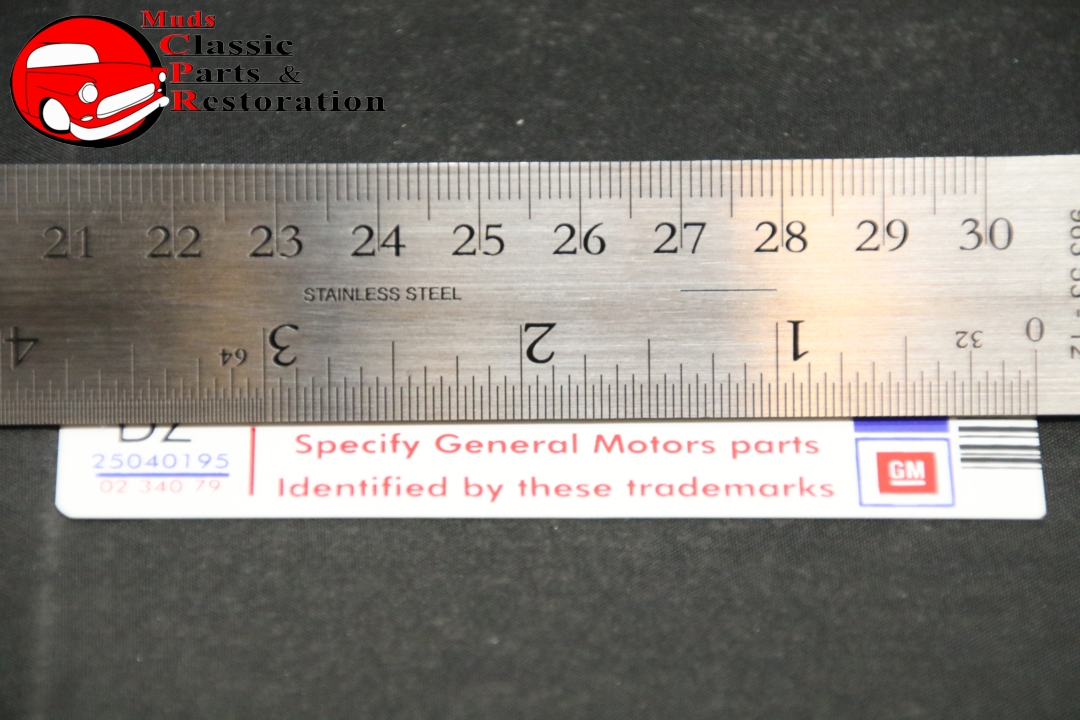 Muds
Classic
Parts &
Restoration
21 22 23 24 25 26 27 28 29 30
STAINLESS STEEL
4 64 3 2 1 32 0
DZ
25040195
02 340 79
Specify General Motors parts
Identified by these trademarks
GM